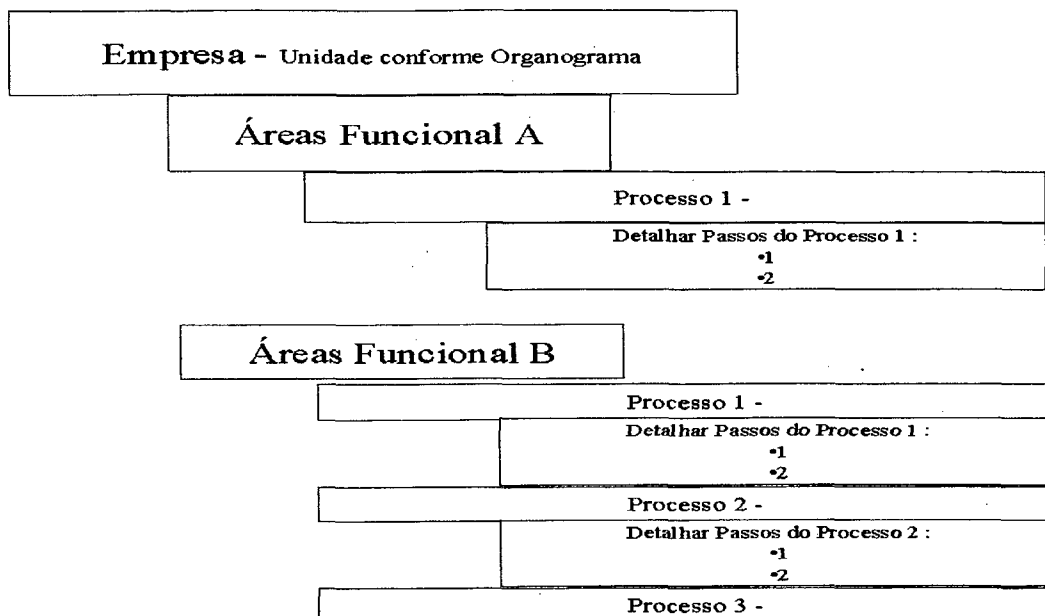 Empresa - Unidade conforme Organograma
Áreas Funcional A
Processo 1 -
Detalhar Passos do Processo 1 :
•1
•2
Áreas Funcional B
Processo 1 -
Detalhar Passos do Processo 1 :
•1
•2
Processo 2 -
Detalhar Passos do Processo 2 :
•1
•2
Processo 3 -